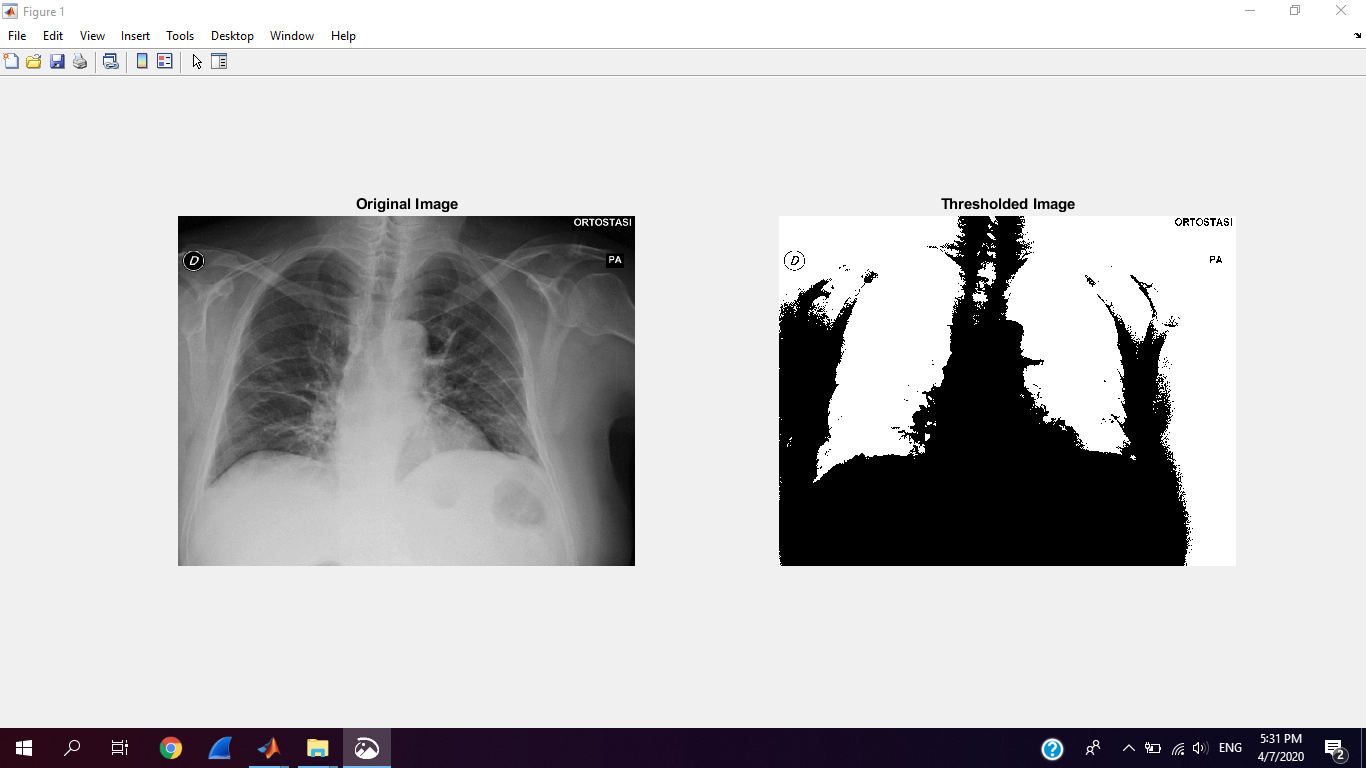 Figure 1
File Edit View Insert Tools Desktop Window Help
Original Image
Thresholded Image
ORTOSTASI
D
PA
ORTOSTASI
D
PA
ENG
5:31 PM
4/7/2020
2